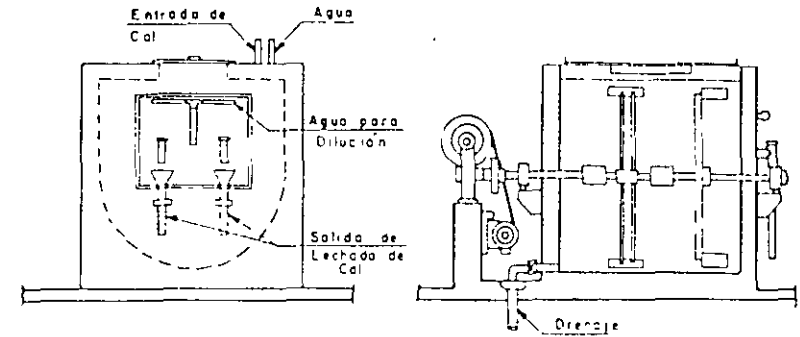 Entrada de
Cal
Agua
Agua para
Dilución
Salida de
Lechada de
Cal
Drenaje